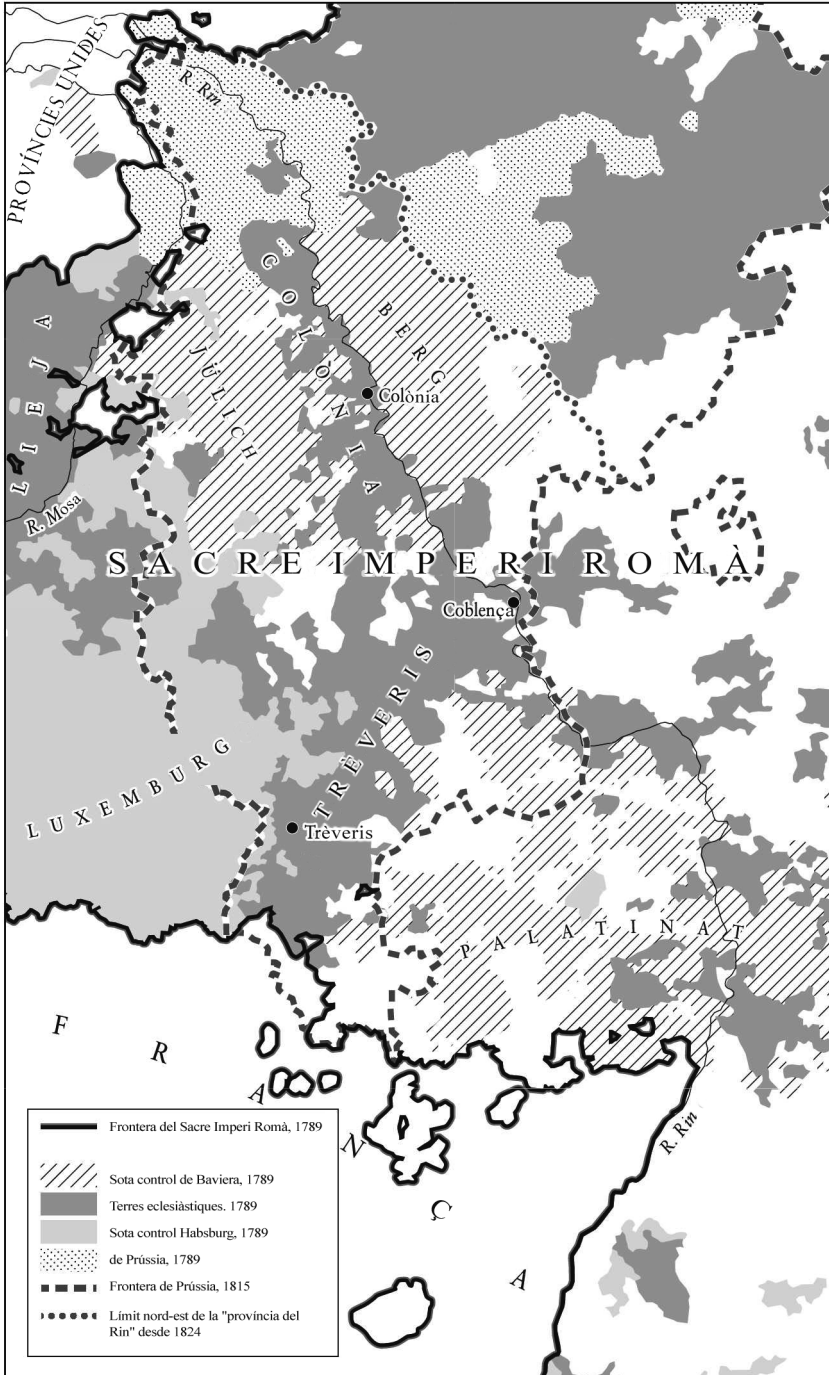 PROVÍNCIES UNIDES
R. Rin
LIEJA
JÜLICH
COLÒNIA
BERG
Colònia
R. Mosa
SACRE IMPERI ROMÀ
Coblença
TRÈVERIS
LUXEMBURG
Trèveris
PALATINAT
FRANÇA
R. Rin
Frontera del Sacre Imperi Romà, 1789
Sota control de Baviera, 1789
Terres eclesiàstiques. 1789
Sota control Habsburg, 1789
de Prússia, 1789
Frontera de Prússia, 1815
Límit nord-est de la "província del
Rin" desde 1824